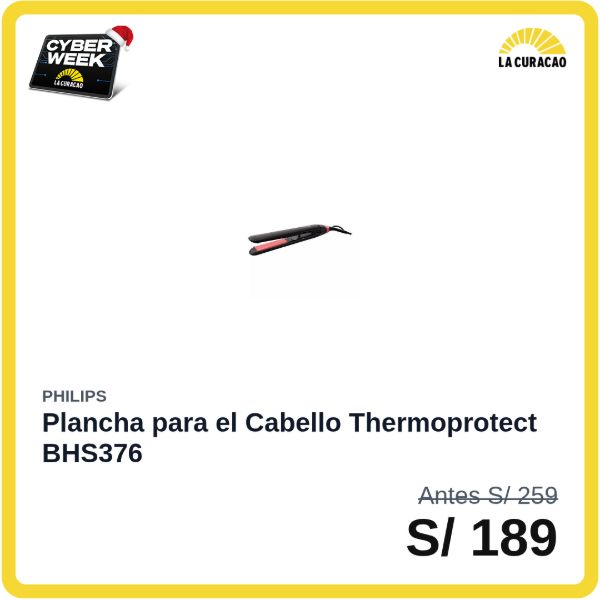 CYBER
WEEK
LA CURACAO
LA CURACAO
PHILIPS
Plancha para el Cabello Thermoprotect
BHS376
Antes S/ 259
S/ 189